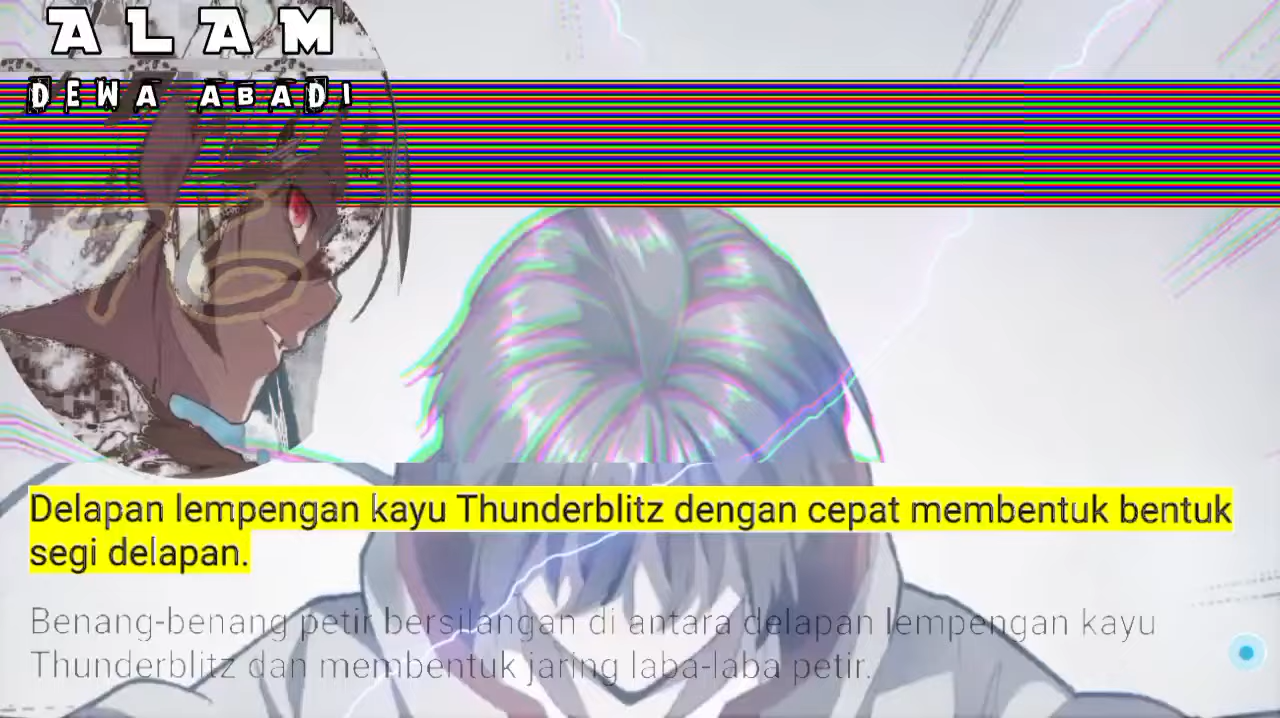 ALAM
DEWA ABADI
Delapan lempengan kayu Thunderblitz dengan cepat membentuk bentuk
segi delapan.
Benang-benang petir bersilangan di antara delapan lempengan kayu
Thunderblitz dan membentuk jaring laba-laba petir.